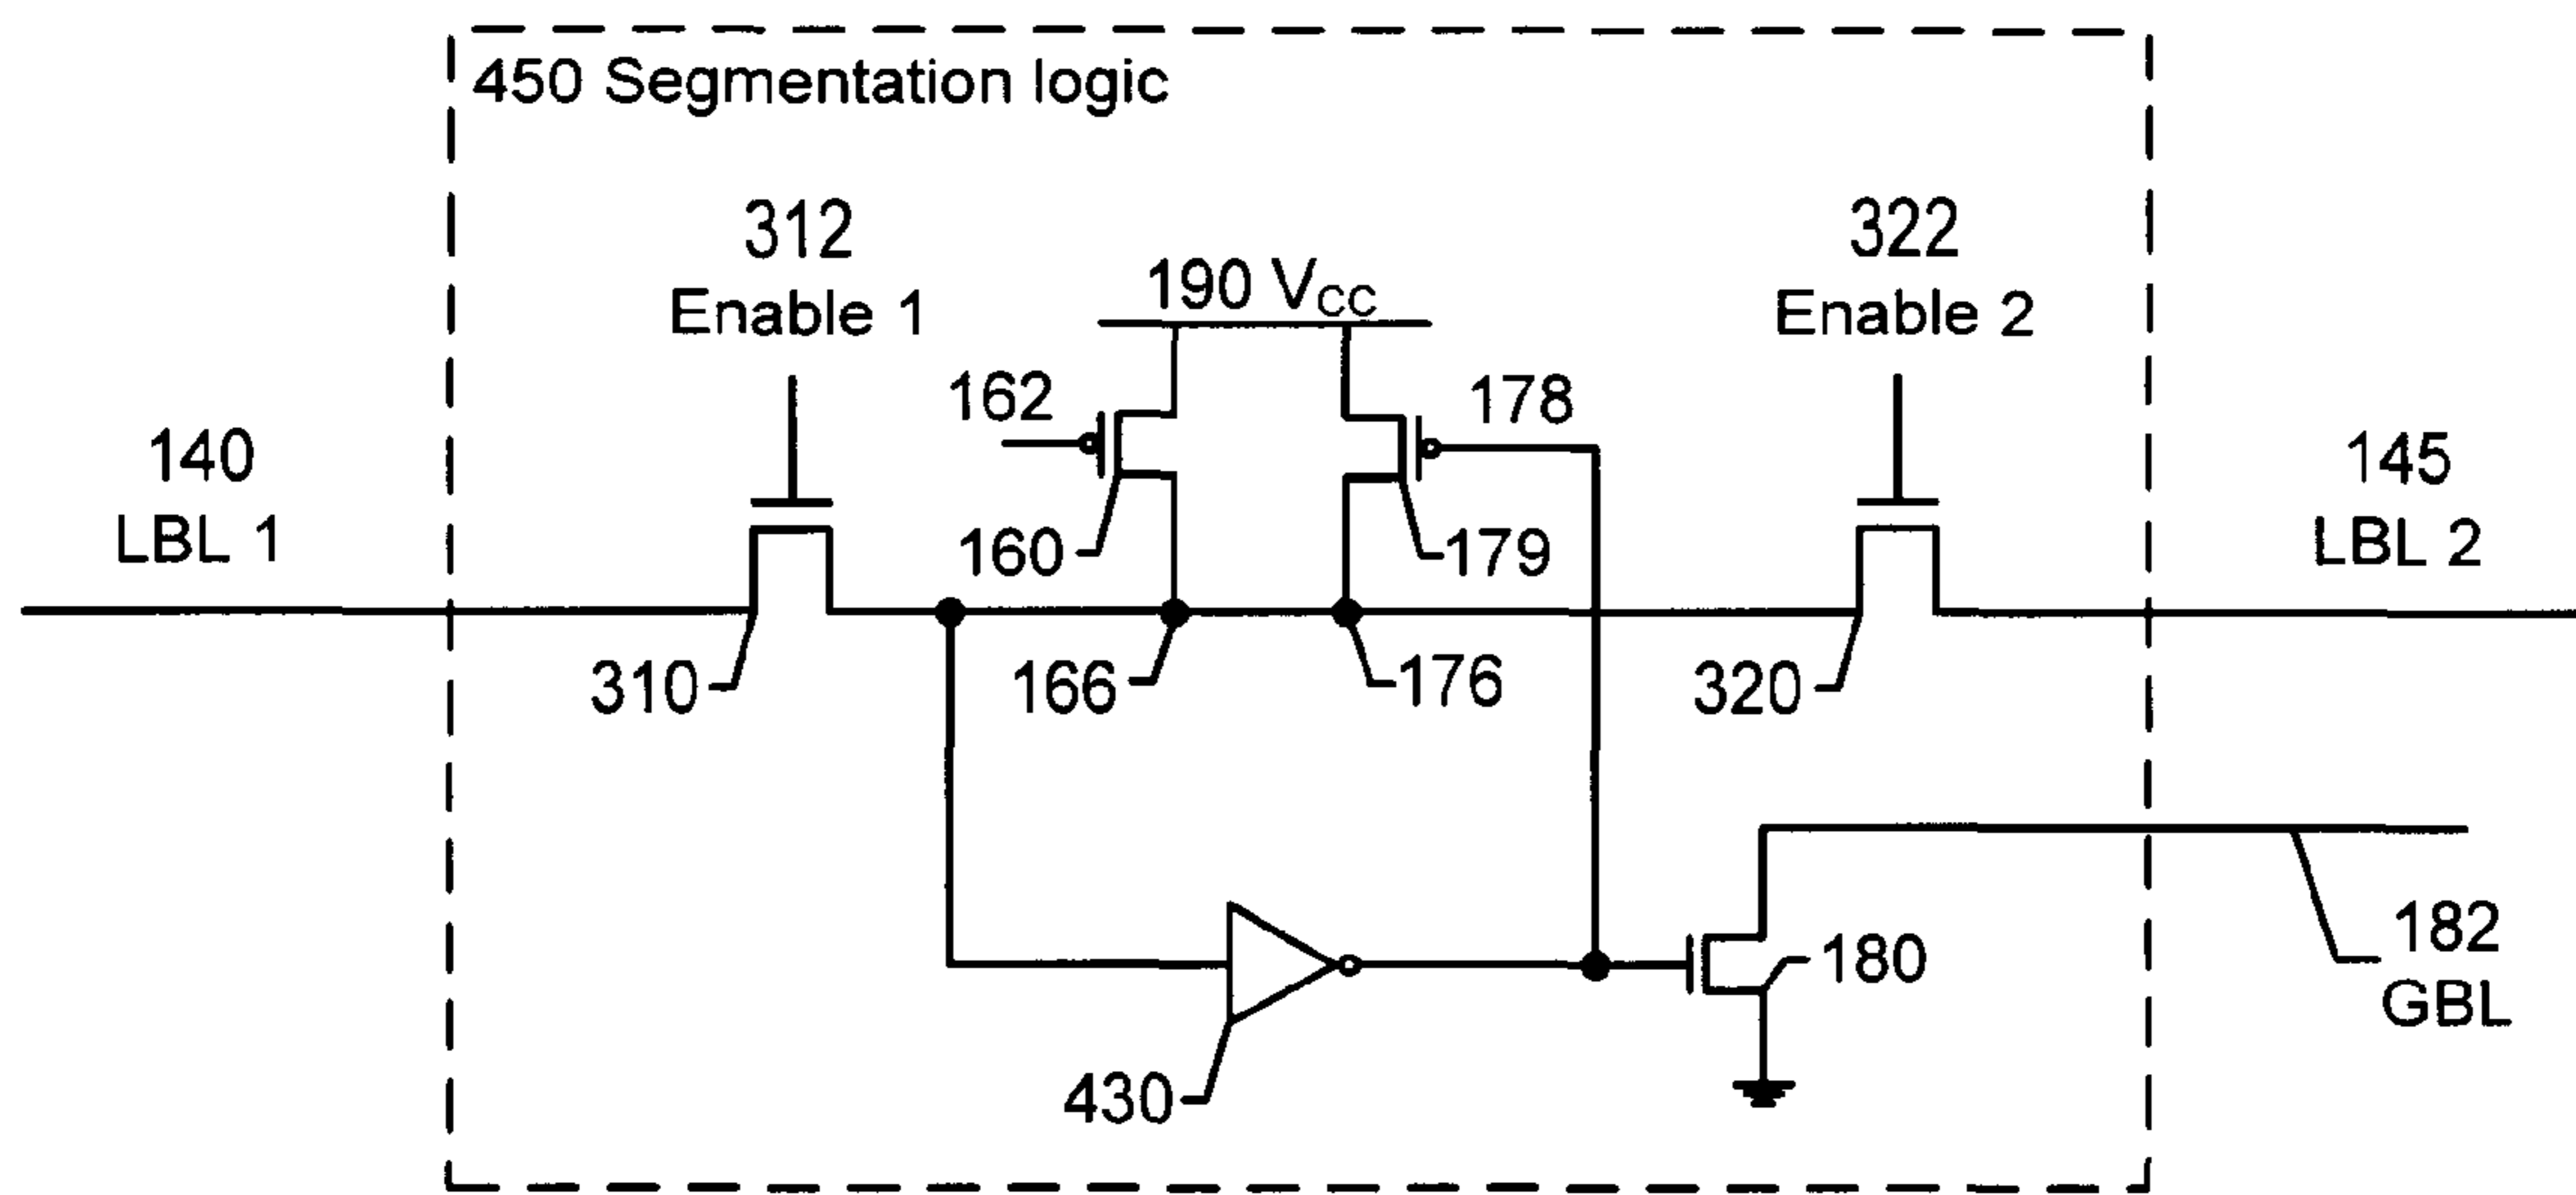 450 Segmentation logic
312
Enable 1
322
Enable 2
190 VCC
162
178
140
LBL 1
145
LBL 2
160
179
310
166
176
320
180
182
GBL
430